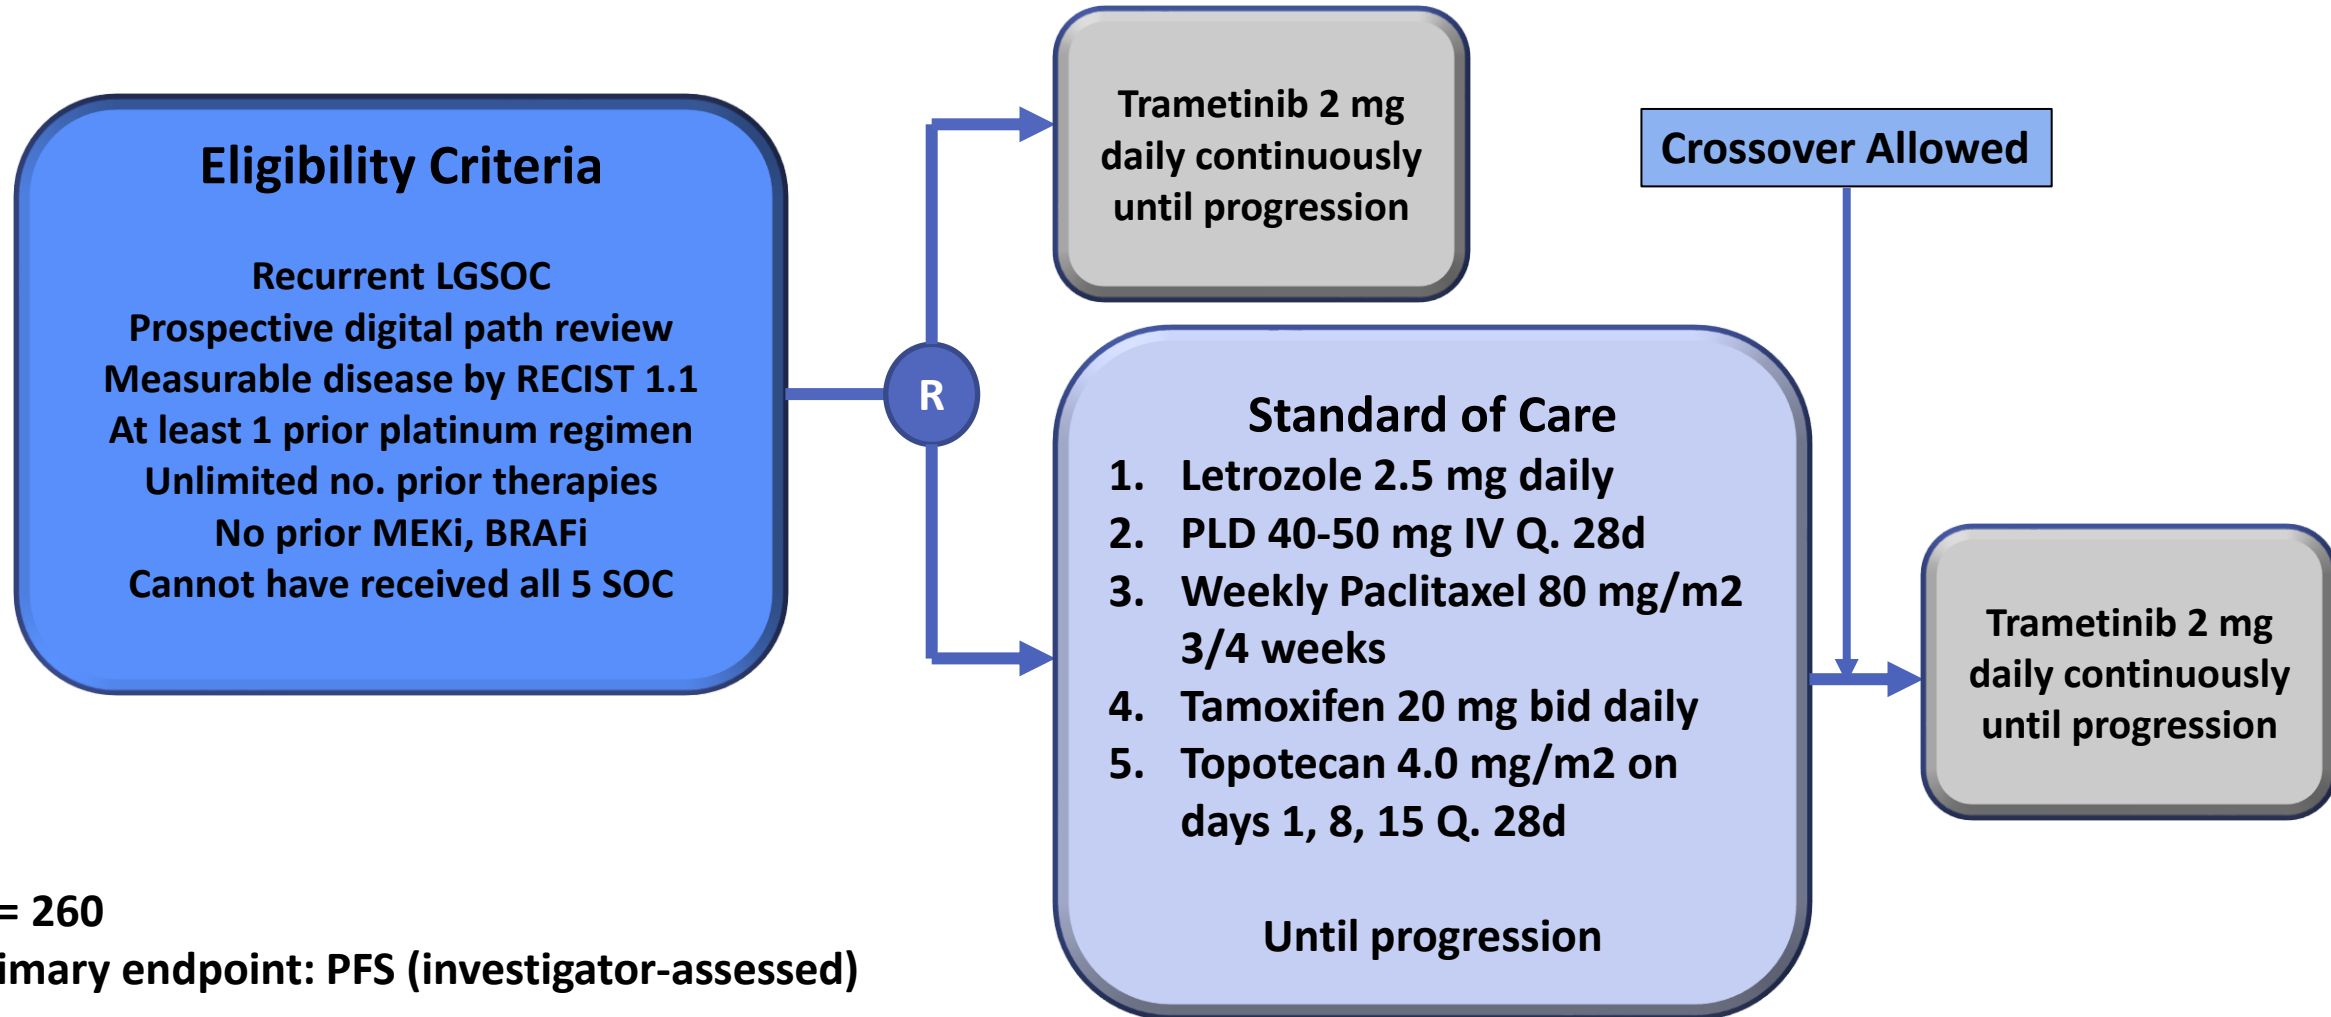 Eligibility Criteria
Recurrent LGSOC
Prospective digital path review
Measurable disease by RECIST 1.1
At least 1 prior platinum regimen
Unlimited no. prior therapies
No prior MEKi, BRAFi
Cannot have received all 5 SOC
R
Trametinib 2 mg
daily continuously
until progression
Standard of Care
1. Letrozole 2.5 mg daily
2. PLD 40-50 mg IV Q. 28d
3. Weekly Paclitaxel 80 mg/m2
3/4 weeks
4. Tamoxifen 20 mg bid daily
5. Topotecan 4.0 mg/m2 on
days 1, 8, 15 Q. 28d
Until progression
Crossover Allowed
Trametinib 2 mg
daily continuously
until progression
= 260
imary endpoint: PFS (investigator-assessed)